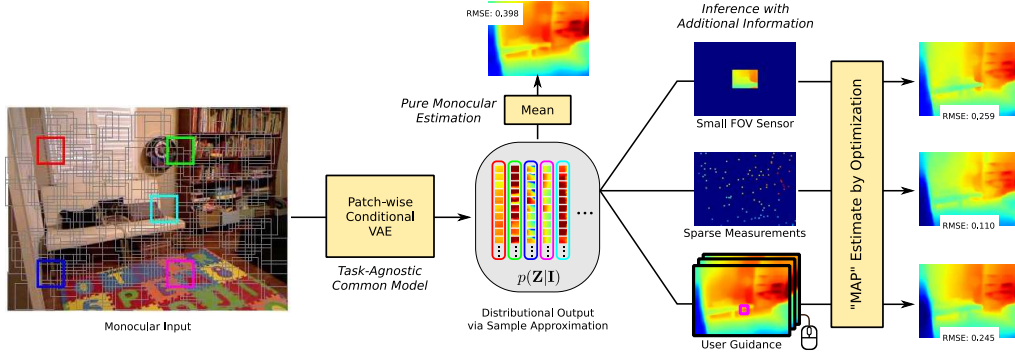 RMSE: 0.398
Inference with
Additional Information
Pure Monocular
Estimation
Mean
Small FOV Sensor
RMSE: 0.259
Patch-wise
Conditional
VAE
...
Sparse Measurements
RMSE: 0.110
"MAP" Estimate by Optimization
Task-Agnostic
Common Model
p(Z|I)
Distributional Output
via Sample Approximation
Monocular Input
User Guidance
RMSE: 0.245